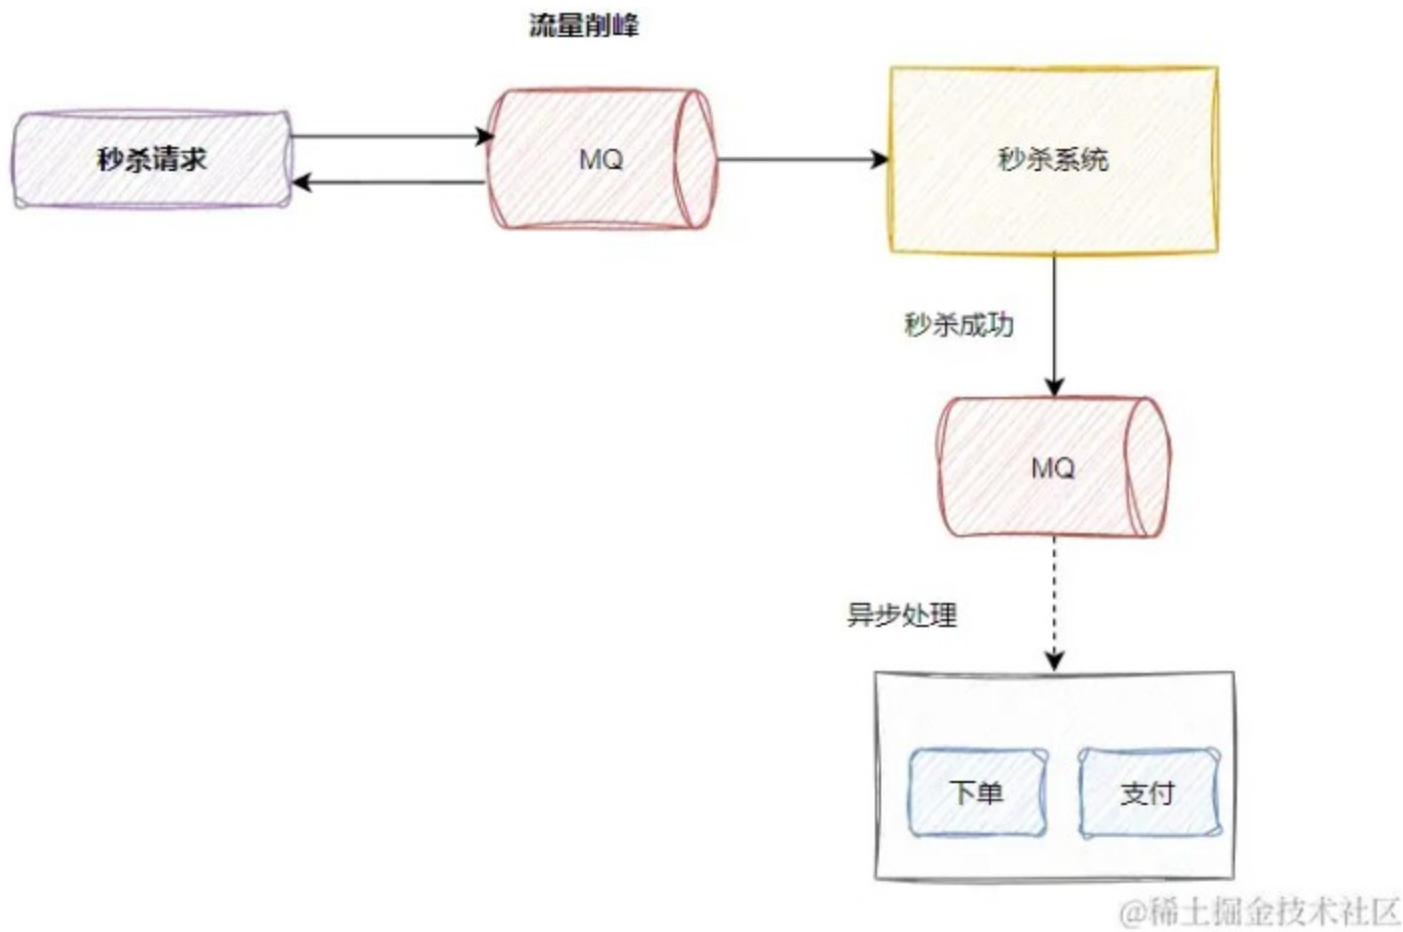 流量削峰
秒杀请求
MQ
秒杀系统
秒杀成功
MQ
异步处理
下单
支付
@稀土掘金技术社区